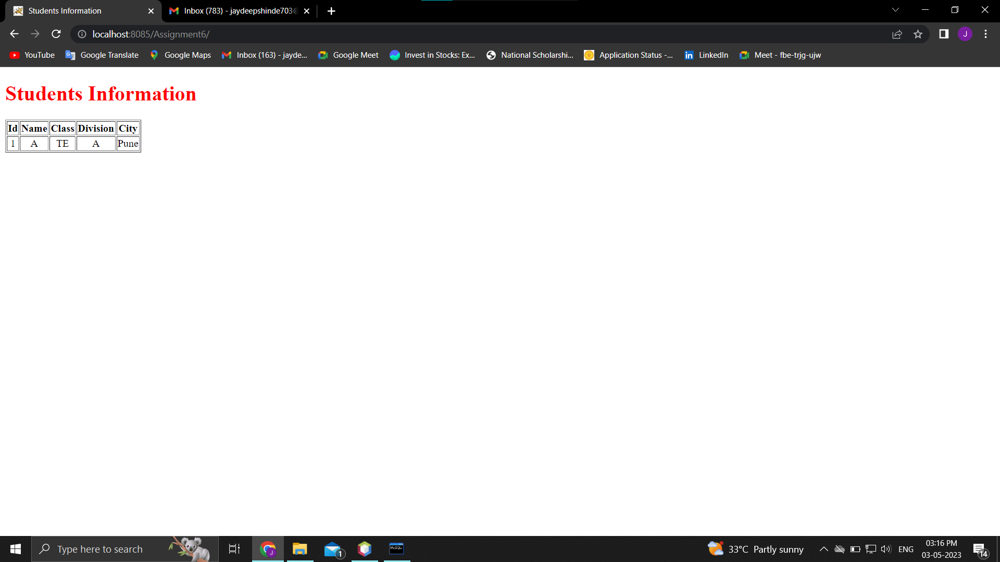 Students Information
Inbox (783) - jaydeepshinde703@
localhost:8085/Assignment6/
J
YouTube
Google Translate
Google Maps
Inbox (163) - jayde...
Google Meet
Invest in Stocks: Ex...
National Scholarshi...
Application Status -...
LinkedIn
Meet - fbe-trjg-ujw
Students Information
Id Name Class Division City
1 A TE A Pune
Type here to search
J
1
MySQL
33°C Partly sunny
ENG
03:16 PM
03-05-2023
14